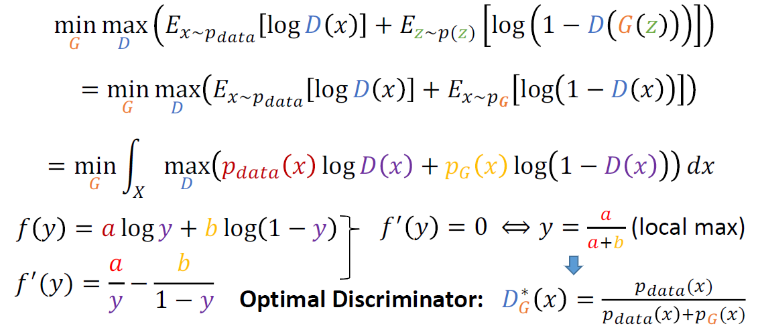 min_G max_D (E_{x~p_data}[log D(x)] + E_{z~p(z)}[log(1 − D(G(z)))])
= min_G max_D (E_{x~p_data}[log D(x)] + E_{x~p_G}[log(1 − D(x))])
= min_G ∫_X max_D (p_data(x) log D(x) + p_G(x) log(1 − D(x))) dx
f(y) = a log y + b log(1 − y) f′(y) = 0 ⇔ y = a/(a+b) (local max)
f′(y) = a/y − b/(1 − y)
Optimal Discriminator: D*_G(x) = p_data(x)/(p_data(x)+p_G(x))